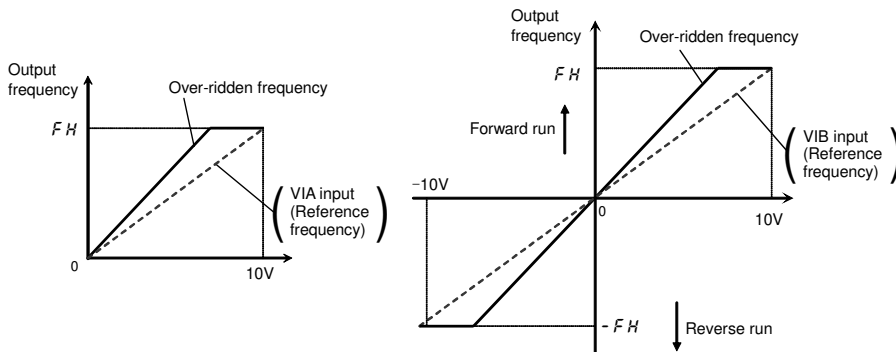 Output
frequency
Over-ridden frequency
FH
VIA input
(Reference
frequency)
0
10V
Output
frequency
Over-ridden frequency
FH
Forward run
VIB input
(Reference
frequency)
−10V
0
10V
-FH
Reverse run